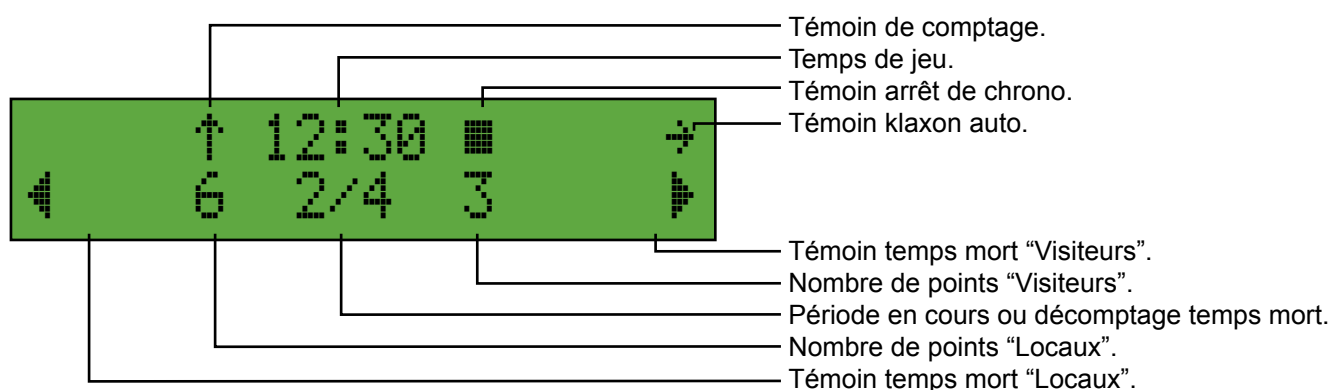 Témoin de comptage.
Temps de jeu.
Témoin arrêt de chrono.
Témoin klaxon auto.
↑ 12:30 ■ →
◀ 6 2/4 3 ▶
Témoin temps mort “Visiteurs”.
Nombre de points “Visiteurs”.
Période en cours ou décomptage temps mort.
Nombre de points “Locaux”.
Témoin temps mort “Locaux”.